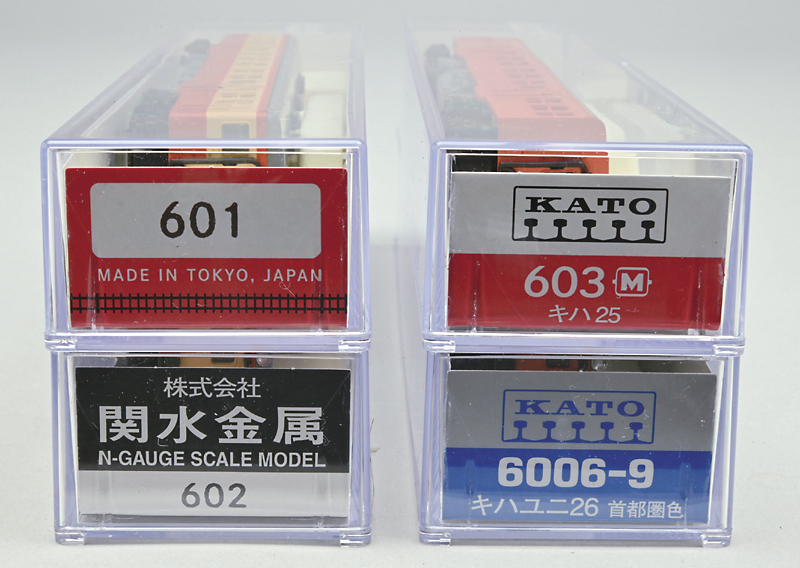 601
MADE IN TOKYO, JAPAN
KATO
603 M
キハ25
株式会社
関水金属
N-GAUGE SCALE MODEL
602
KATO
6006-9
キハユニ26 首都圏色